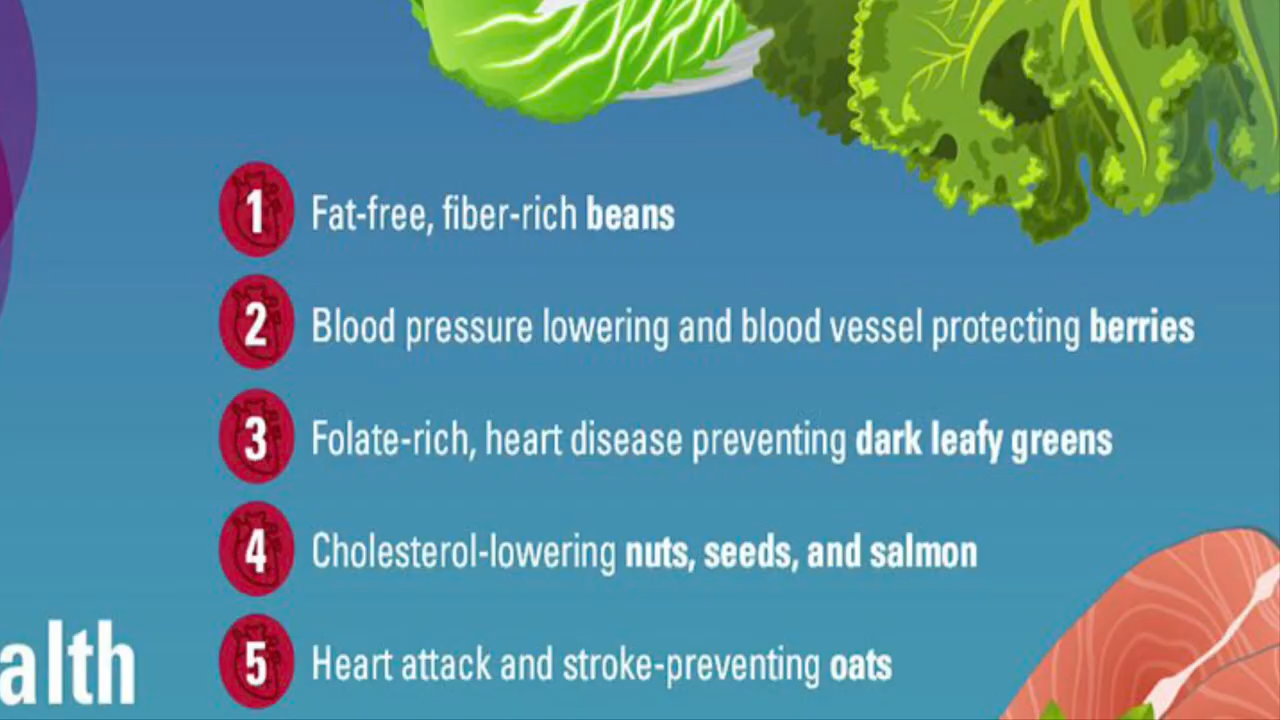 1 Fat-free, fiber-rich beans
2 Blood pressure lowering and blood vessel protecting berries
3 Folate-rich, heart disease preventing dark leafy greens
4 Cholesterol-lowering nuts, seeds, and salmon
5 Heart attack and stroke-preventing oats
alth